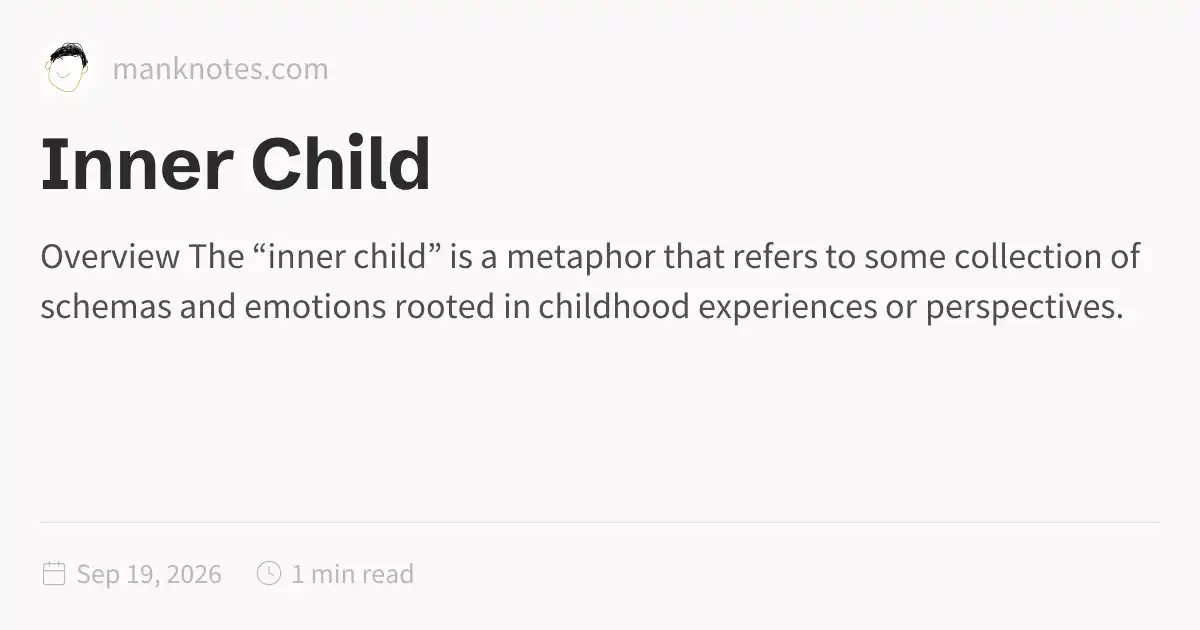 manknotes.com
Inner Child
Overview The “inner child” is a metaphor that refers to some collection of
schemas and emotions rooted in childhood experiences or perspectives.
Sep 19, 2026 1 min read